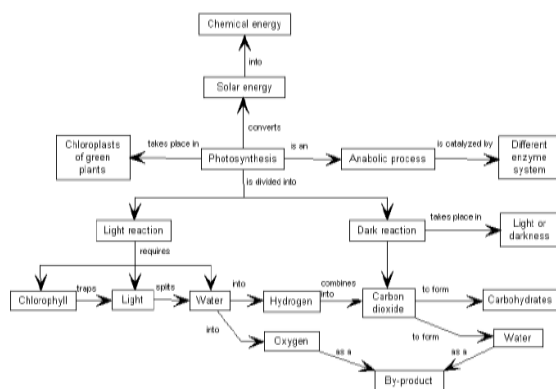 Chemical energy
into
Solar energy
converts
Chloroplasts
of green
plants
takes place in
Photosynthesis
is an
Anabolic process
is catalyzed by
Different
enzyme
system
is divided into
Light reaction
Dark reaction
takes place in
Light or
darkness
requires
Chlorophyll
traps
Light
splits
Water
into
Hydrogen
combines
into
Carbon
dioxide
to form
Carbohydrates
into
Oxygen
as a
to form
Water
as a
By-product